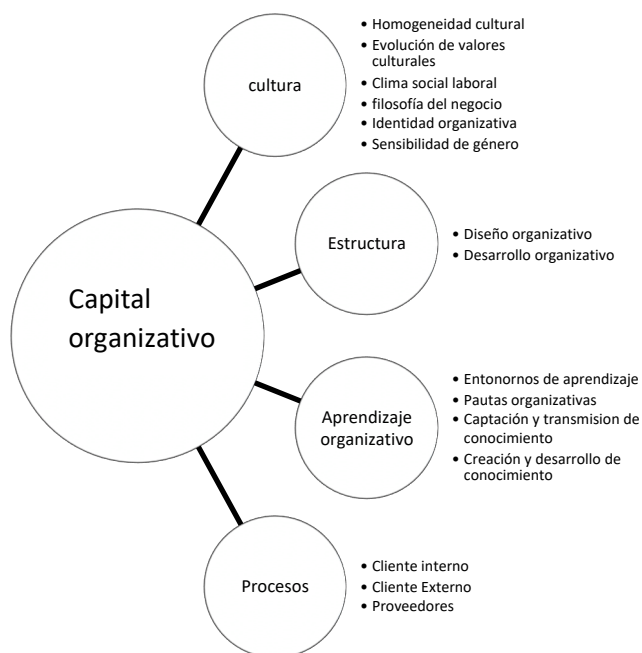 Capital
organizativo
cultura
• Homogeneidad cultural
• Evolución de valores
culturales
• Clima social laboral
• filosofía del negocio
• Identidad organizativa
• Sensibilidad de género
Estructura
• Diseño organizativo
• Desarrollo organizativo
Aprendizaje
organizativo
• Entonornos de aprendizaje
• Pautas organizativas
• Captación y transmision de
conocimiento
• Creación y desarrollo de
conocimiento
Procesos
• Cliente interno
• Cliente Externo
• Proveedores